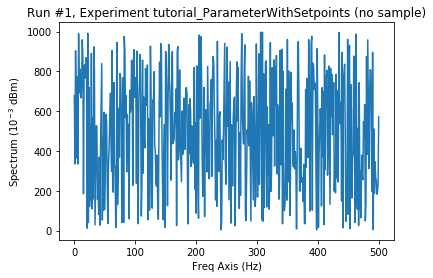 Run #1, Experiment tutorial_ParameterWithSetpoints (no sample)
1000
800
600
400
200
0
Spectrum (10⁻³ dBm)
0 100 200 300 400 500
Freq Axis (Hz)